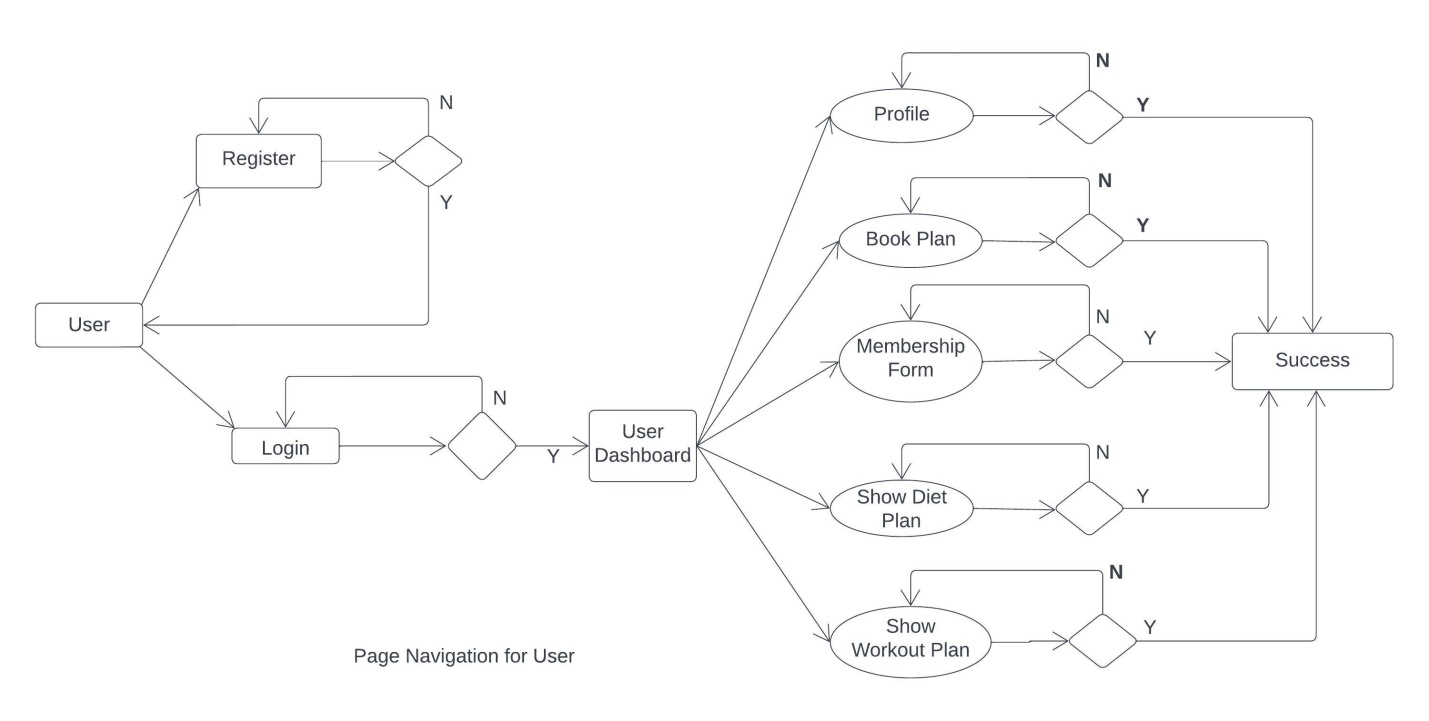 N
Register
Y
User
N
Login
Y
User
Dashboard
N
Profile
Y
N
Book Plan
Y
N
Membership
Form
Y
N
Show Diet
Plan
Y
N
Show
Workout Plan
Y
Success
Page Navigation for User